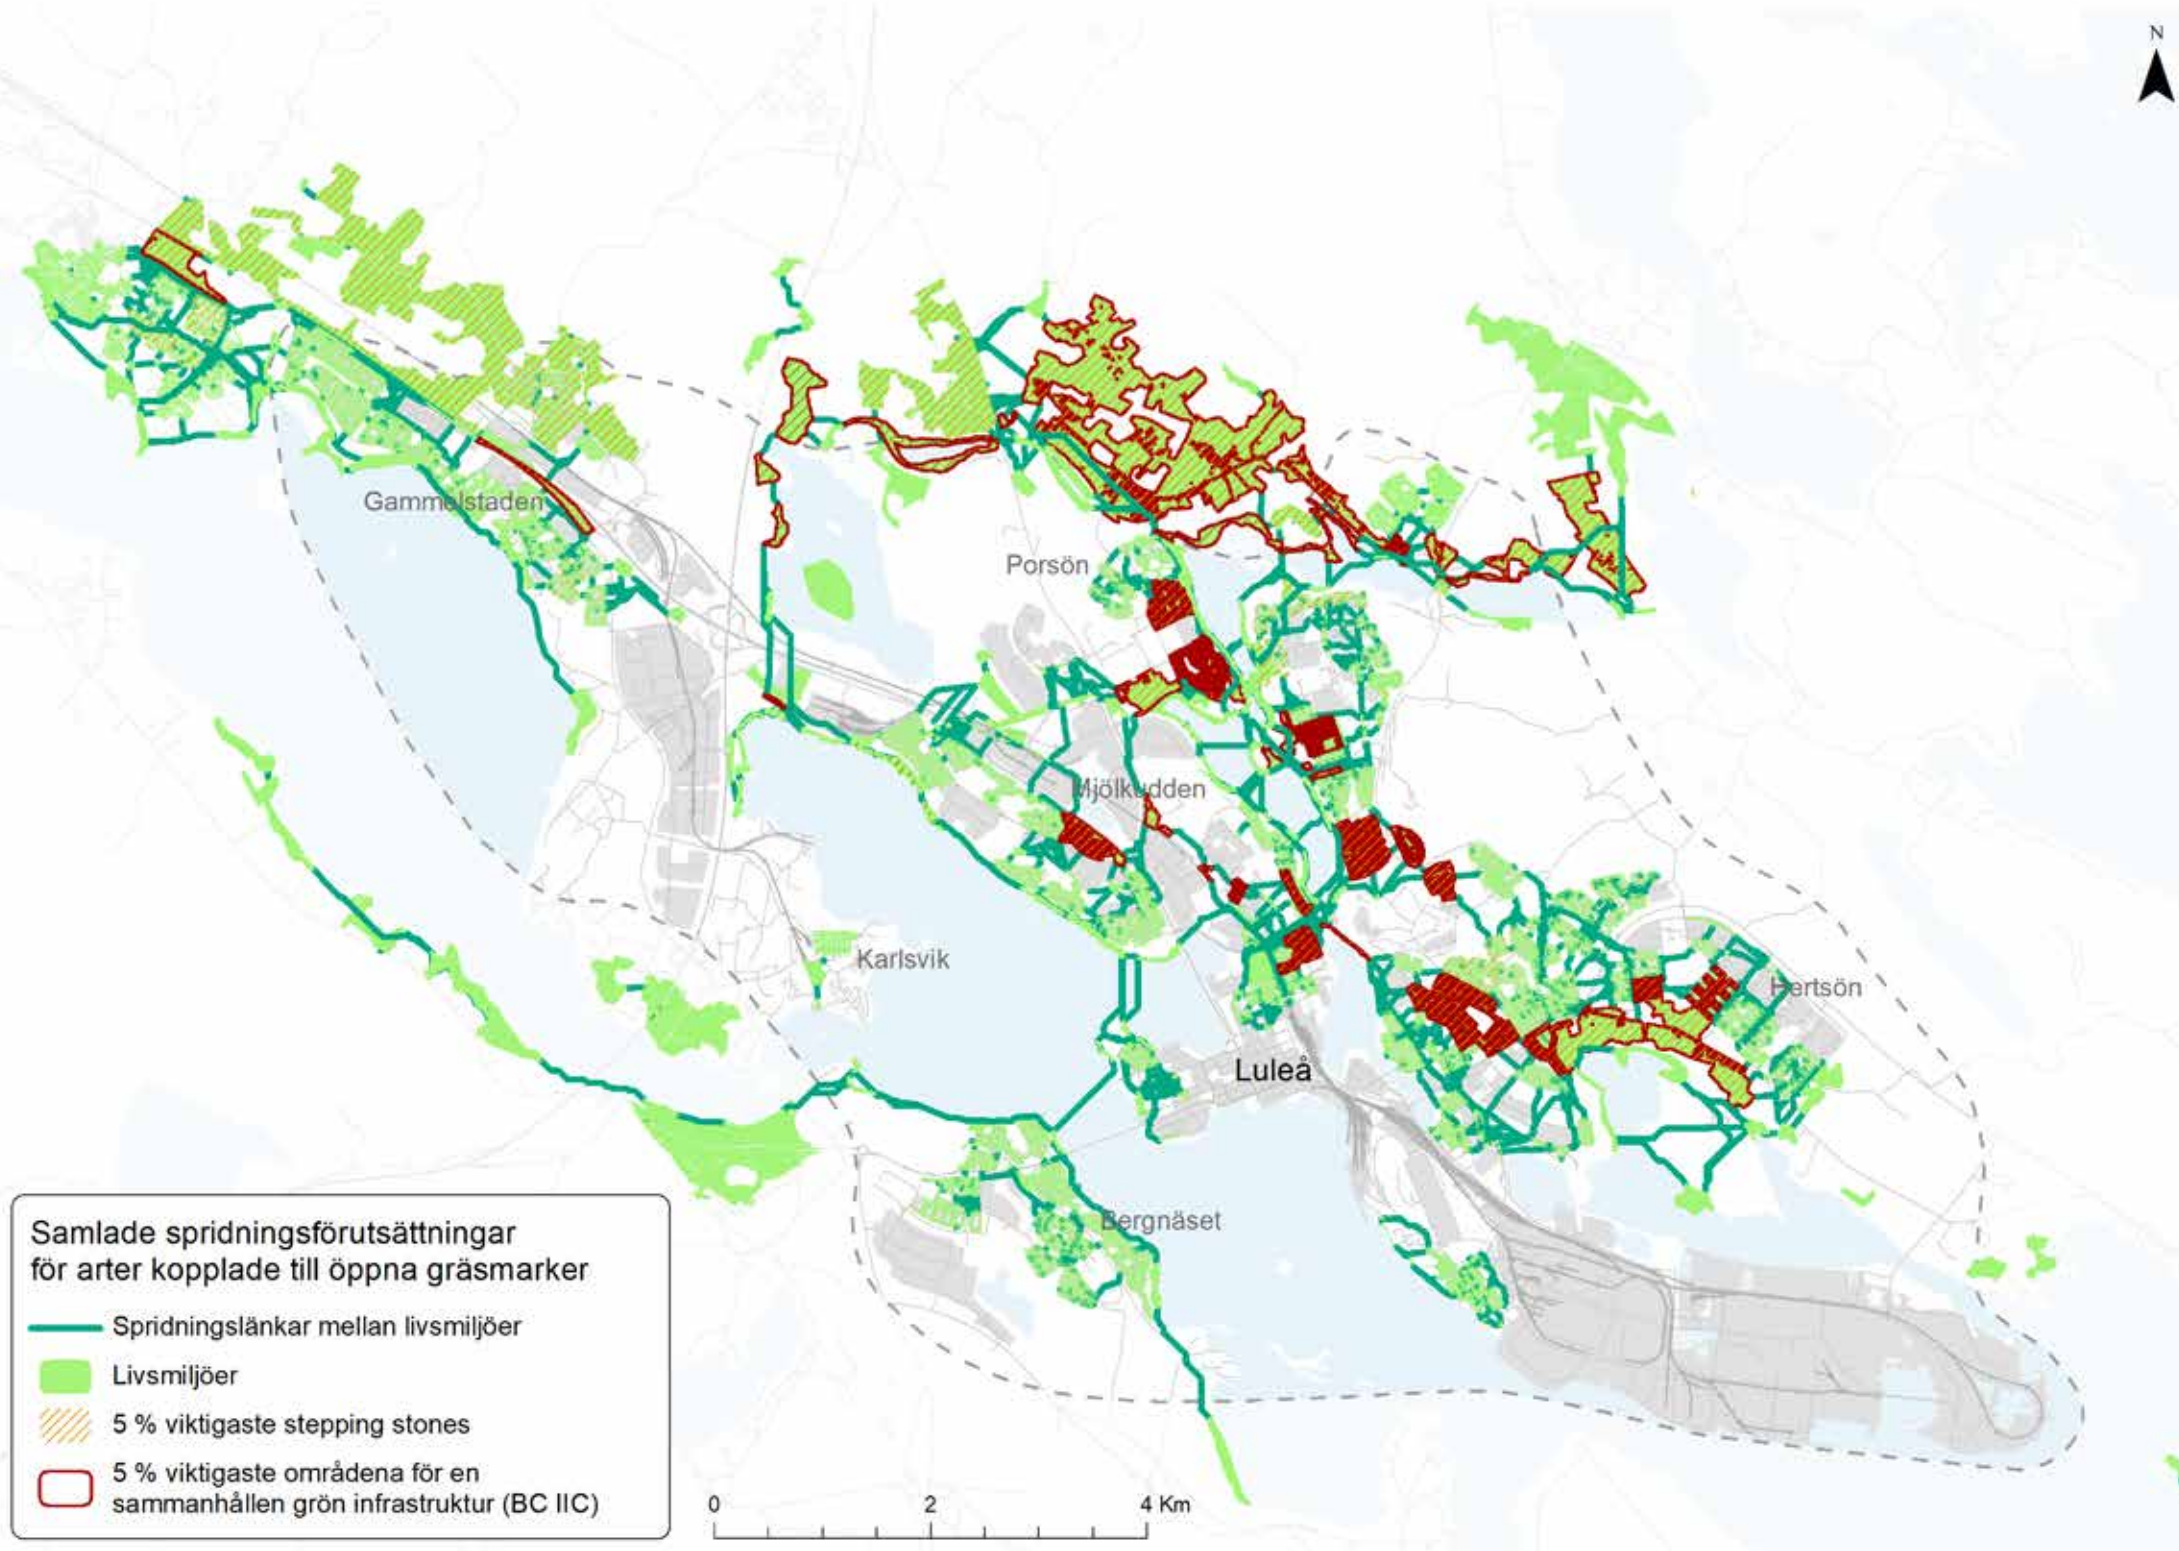 N
Gammelstaden
Porsön
Mjölkudden
Karlsvik
Hertsön
Luleå
Bergnäset
Samlade spridningsförutsättningar
för arter kopplade till öppna gräsmarker
Spridningslänkar mellan livsmiljöer
Livsmiljöer
5 % viktigaste stepping stones
5 % viktigaste områdena för en
sammanhållen grön infrastruktur (BC IIC)
0 2 4 Km